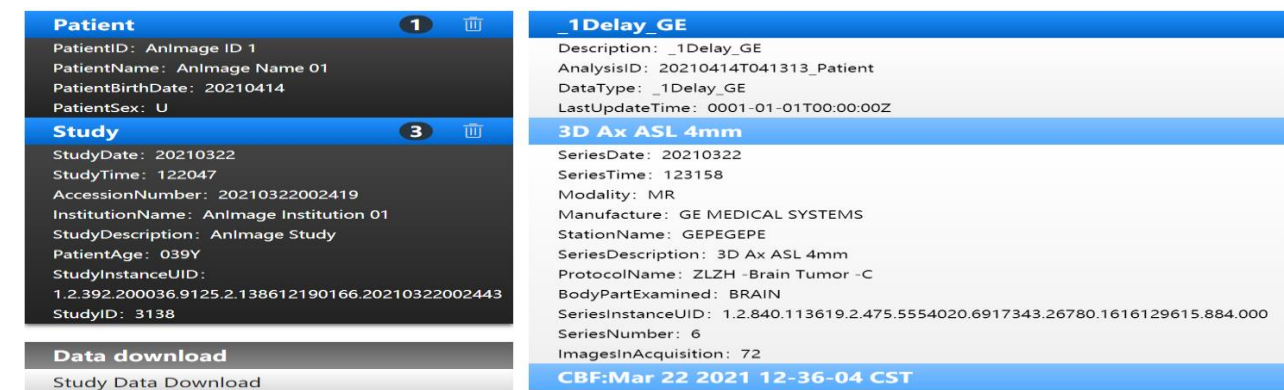 Patient 1
PatientID: AnImage ID 1
PatientName: AnImage Name 01
PatientBirthDate: 20210414
PatientSex: U
Study 3
StudyDate: 20210322
StudyTime: 122047
AccessionNumber: 20210322002419
InstitutionName: AnImage Institution 01
StudyDescription: AnImage Study
PatientAge: 039Y
StudyInstanceUID:
1.2.392.200036.9125.2.138612190166.20210322002443
StudyID: 3138
Data download
Study Data Download
_1Delay_GE
Description: _1Delay_GE
AnalysisID: 20210414T041313_Patient
DataType: _1Delay_GE
LastUpdateTime: 0001-01-01T00:00:00Z
3D Ax ASL 4mm
SeriesDate: 20210322
SeriesTime: 123158
Modality: MR
Manufacture: GE MEDICAL SYSTEMS
StationName: GEPEGEPE
SeriesDescription: 3D Ax ASL 4mm
ProtocolName: ZLZH -Brain Tumor -C
BodyPartExamined: BRAIN
SeriesInstanceUID: 1.2.840.113619.2.475.5554020.6917343.26780.1616129615.884.000
SeriesNumber: 6
ImagesInAcquisition: 72
CBF:Mar 22 2021 12-36-04 CST